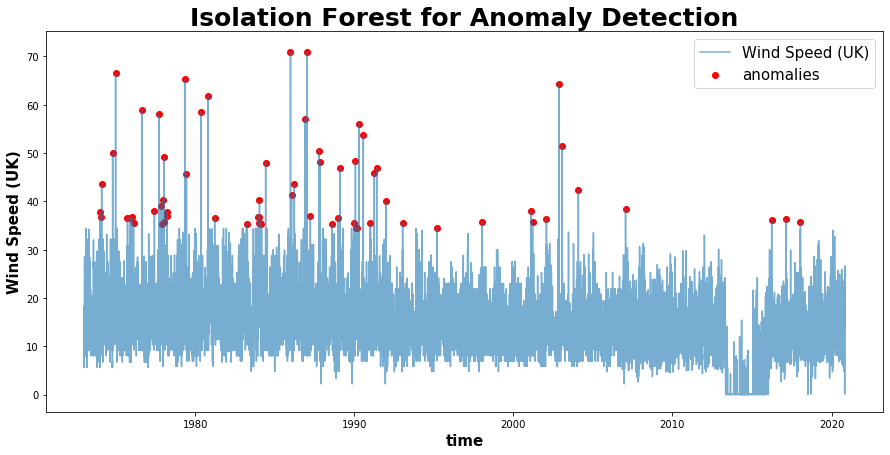 Isolation Forest for Anomaly Detection
Wind Speed (UK)
anomalies
70
60
50
40
30
20
10
0
Wind Speed (UK)
1980
1990
2000
2010
2020
time